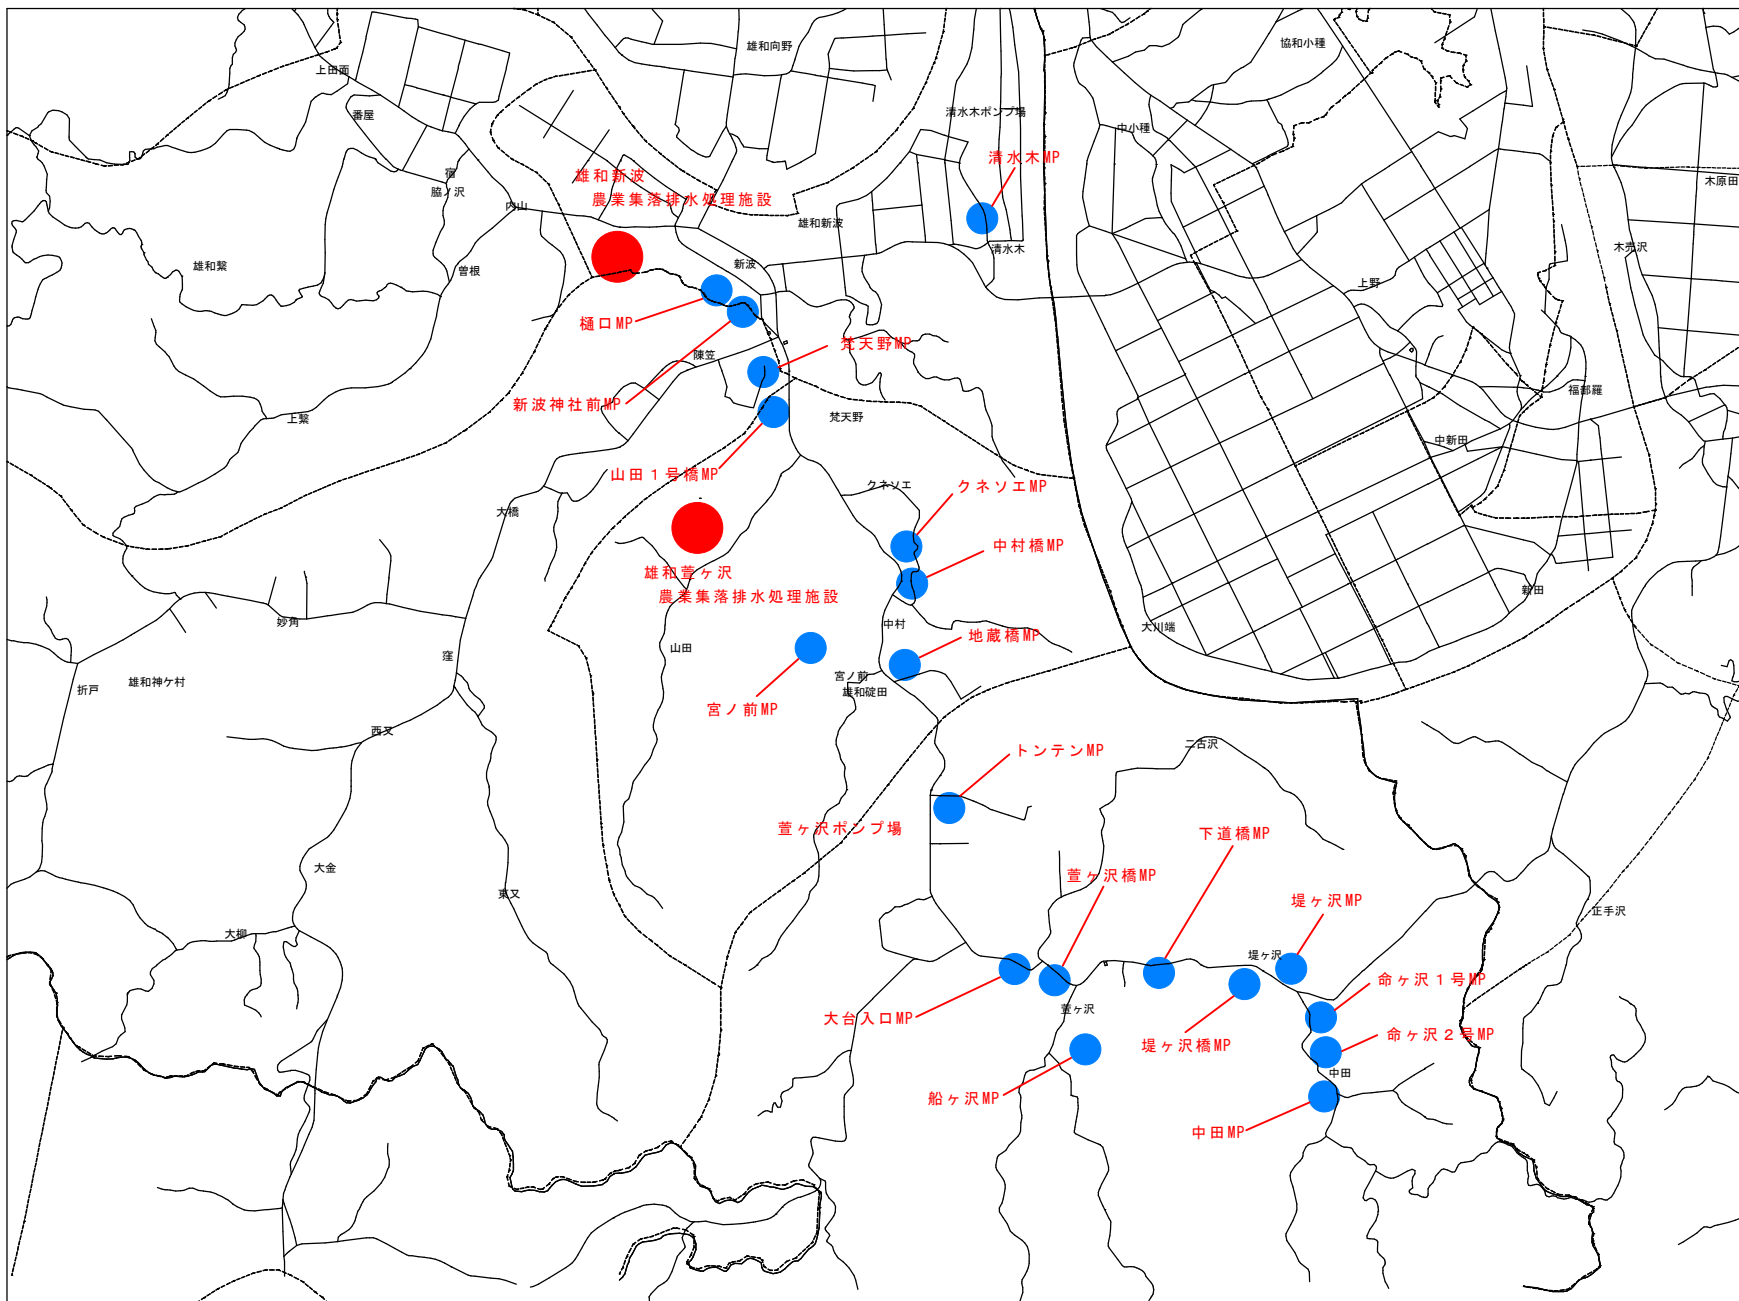 雄和向野
協和小種
上田面
番屋
清水木ポンプ場
中小種
清水木MP
宿
脇ノ沢
雄和新波
農業集落排水処理施設
木原田
内山
雄和新波
清水木
木売沢
雄和繋
曽根
新波
上野
樋口MP
梵天野MP
陳笠
福部羅
新波神社前MP
上繋
梵天野
中新田
山田1号橋MP
クネソエ
クネソエMP
大橋
中村橋MP
雄和萱ヶ沢
農業集落排水処理施設
新田
妙角
中村
大川端
地蔵橋MP
山田
窪
宮ノ前
雄和碇田
雄和神ケ村
折戸
宮ノ前MP
西又
二古沢
トンテンMP
萱ヶ沢ポンプ場
下道橋MP
大金
萱ヶ沢橋MP
東又
堤ヶ沢MP
正手沢
大柳
堤ヶ沢
命ヶ沢1号MP
萱ヶ沢
大台入口MP
命ヶ沢2号MP
堤ヶ沢橋MP
中田
船ヶ沢MP
中田MP